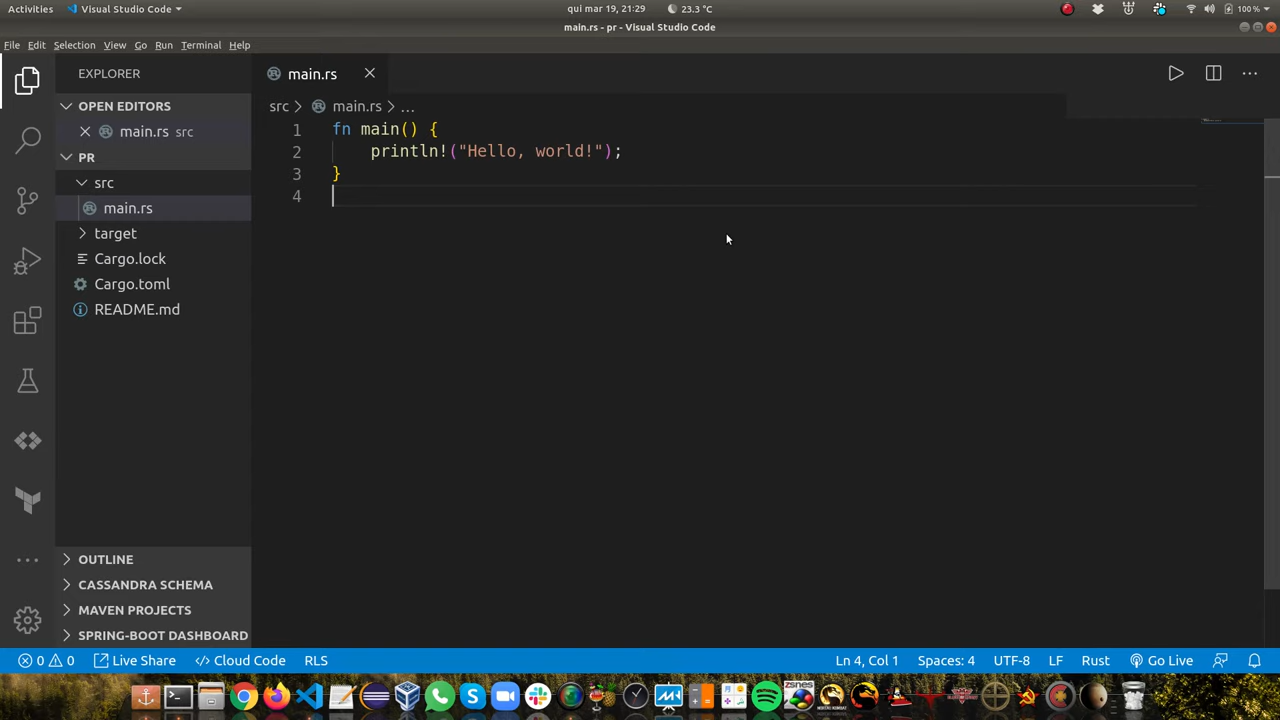 Activities
Visual Studio Code
qui mar 19, 21:29
23.3 °C
100 %
main.rs - pr - Visual Studio Code
File Edit Selection View Go Run Terminal Help
EXPLORER
OPEN EDITORS
main.rs src
PR
src
main.rs
target
Cargo.lock
Cargo.toml
README.md
OUTLINE
CASSANDRA SCHEMA
MAVEN PROJECTS
SPRING-BOOT DASHBOARD
main.rs
src > main.rs > ...
1 fn main() {
2 println!("Hello, world!");
3 }
4
0 0 Live Share Cloud Code RLS
Ln 4, Col 1 Spaces: 4 UTF-8 LF Rust Go Live